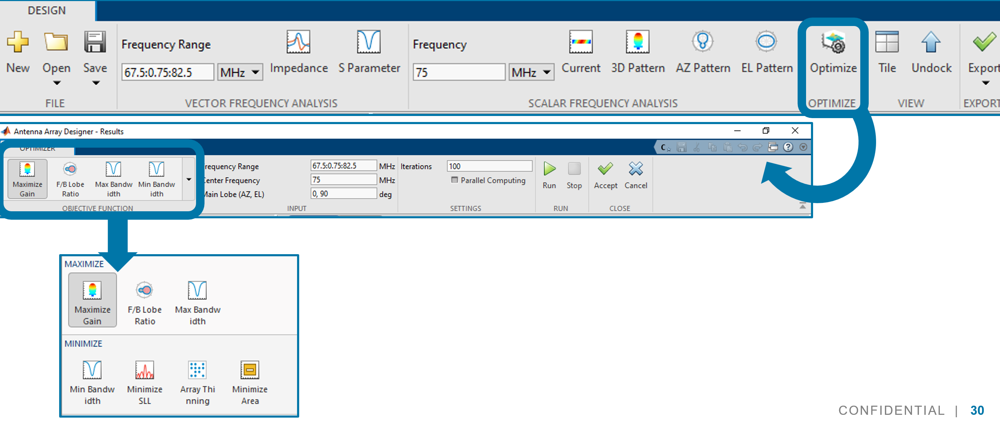 DESIGN
New
Open
Save
FILE
Frequency Range
67.5:0.75:82.5
MHz
Impedance
S Parameter
VECTOR FREQUENCY ANALYSIS
Frequency
75
MHz
Current
3D Pattern
AZ Pattern
EL Pattern
SCALAR FREQUENCY ANALYSIS
Optimize
OPTIMIZE
Tile
Undock
VIEW
Export
EXPORT
Antenna Array Designer - Results
OPTIMIZER
Maximize
Gain
F/B Lobe
Ratio
Max Bandw
idth
Min Bandw
idth
OBJECTIVE FUNCTION
requency Range
67.5:0.75:82.5
MHz
Center Frequency
75
MHz
Main Lobe (AZ, EL)
0, 90
deg
INPUT
Iterations
100
Parallel Computing
SETTINGS
Run
Stop
RUN
Accept
Cancel
CLOSE
MAXIMIZE
Maximize
Gain
F/B Lobe
Ratio
Max Bandw
idth
MINIMIZE
Min Bandw
idth
Minimize
SLL
Array Thi
nning
Minimize
Area
CONFIDENTIAL | 30